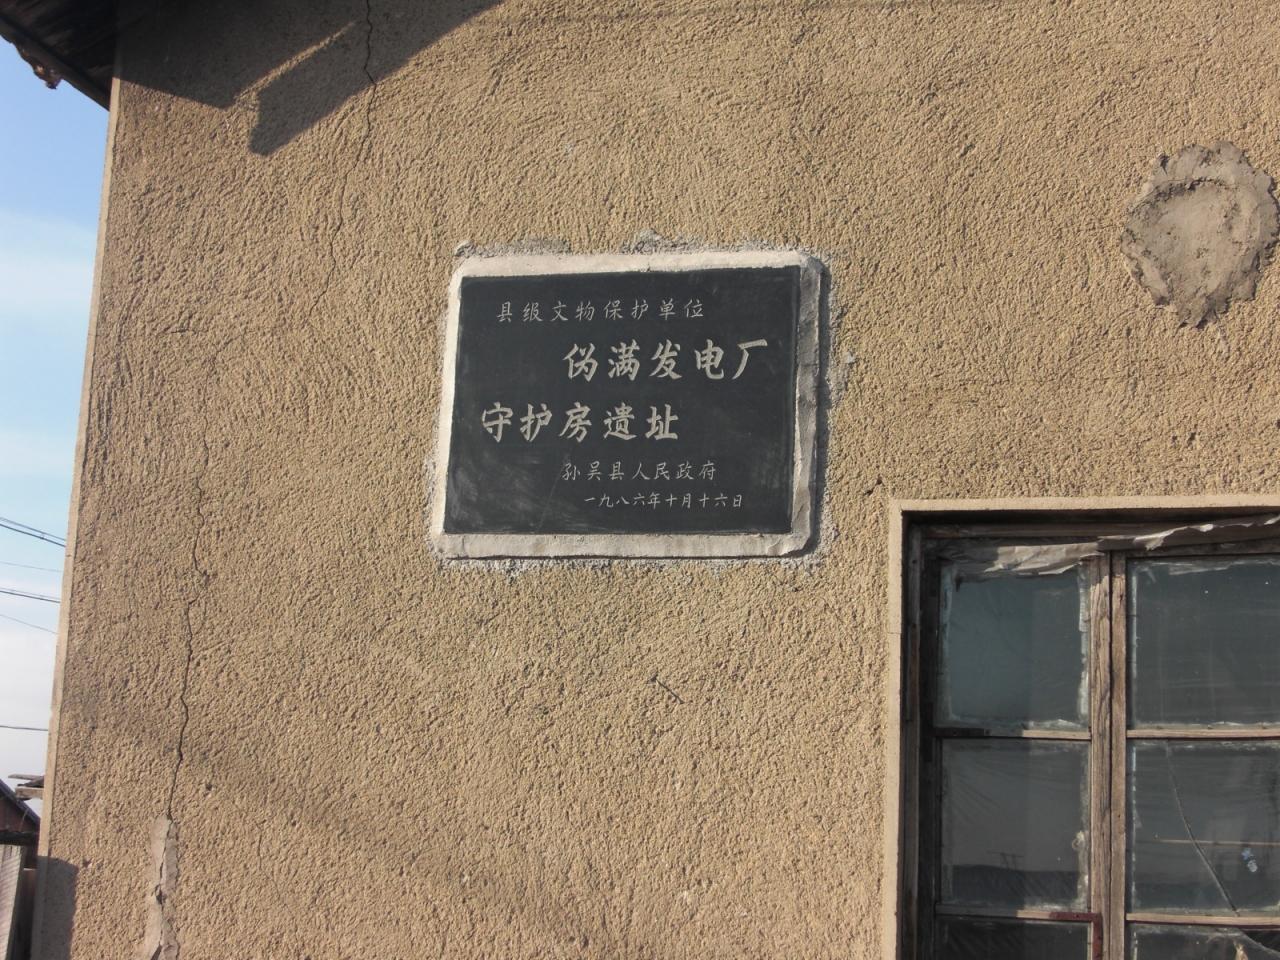 县级文物保护单位
伪满发电厂
守护房遗址
孙吴县人民政府
一九八六年十月十六日